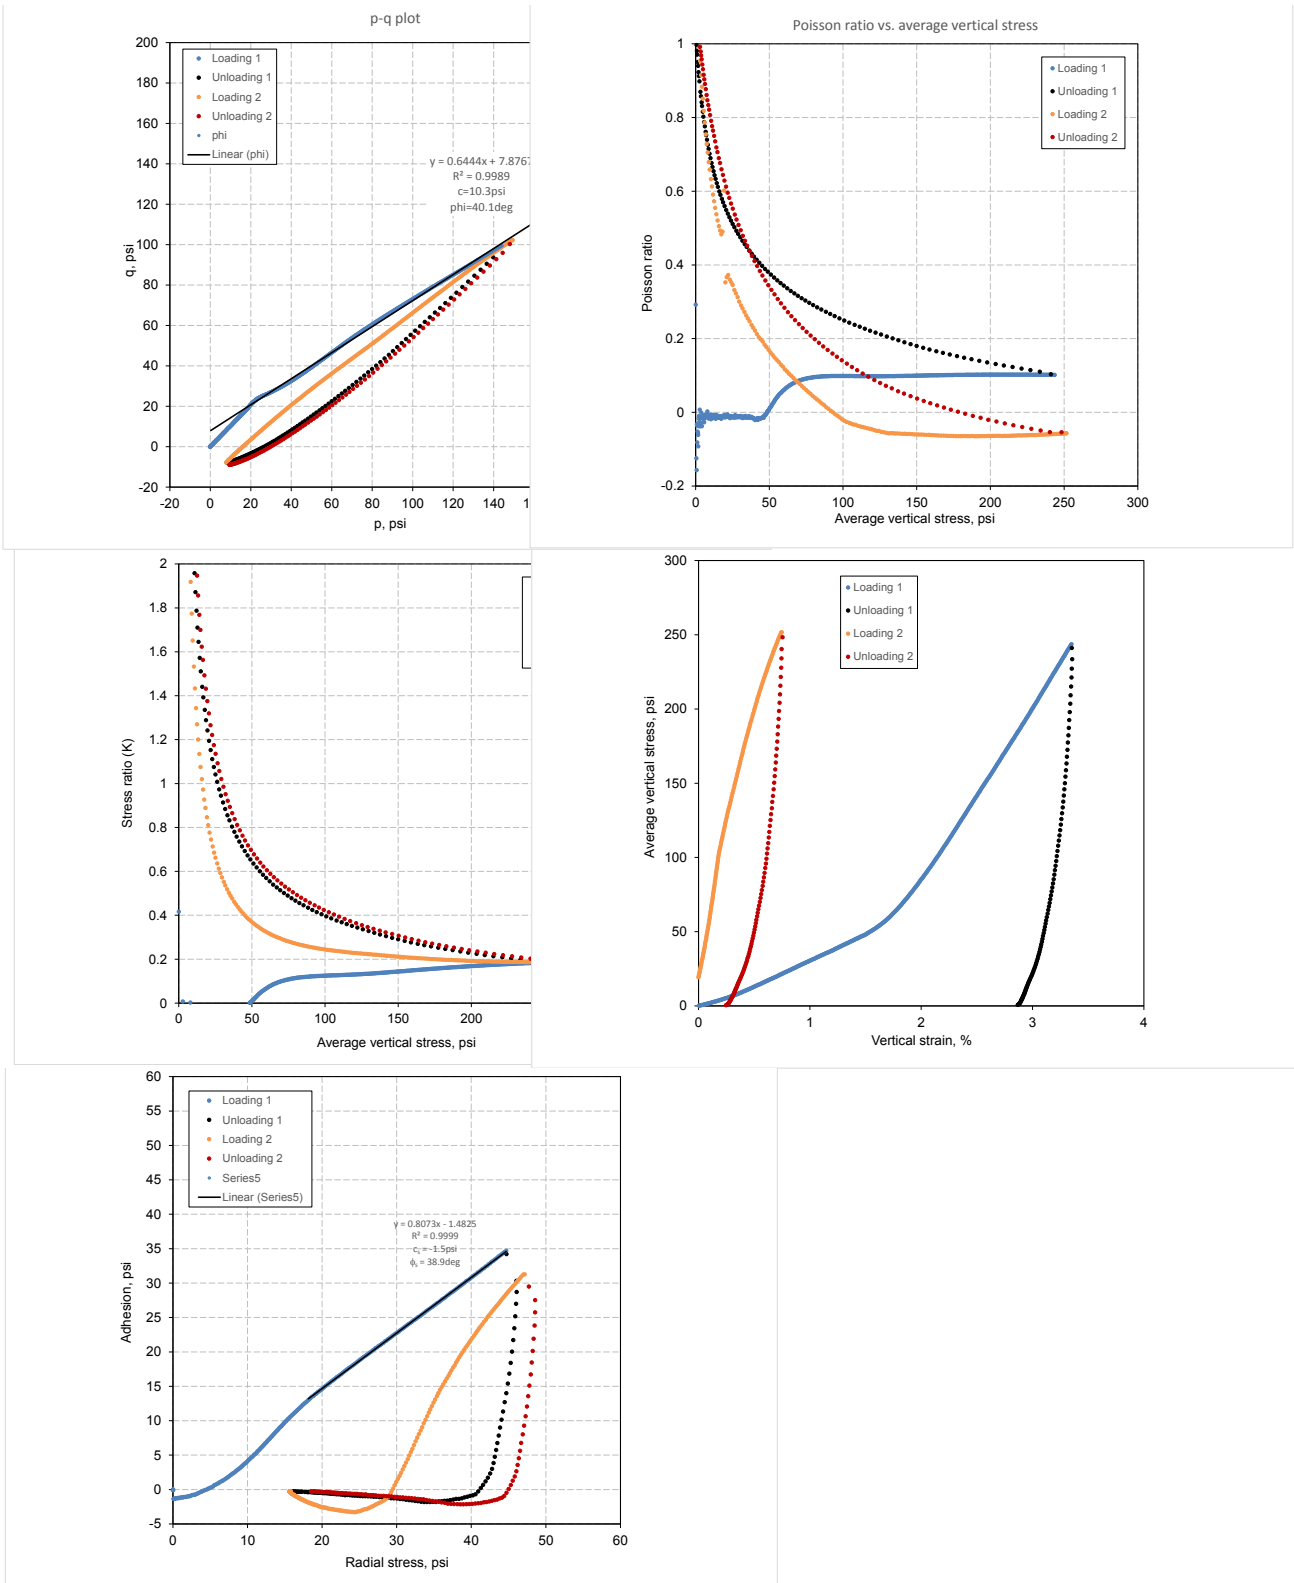 p-q plot
200
180
160
140
120
100
80
60
40
20
0
-20
-20 0 20 40 60 80 100 120 140 1
q, psi
p, psi
Loading 1
Unloading 1
Loading 2
Unloading 2
phi
Linear (phi)
y = 0.6444x + 7.8767
R² = 0.9989
c=10.3psi
phi=40.1deg
Poisson ratio vs. average vertical stress
1
0.8
0.6
0.4
0.2
0
-0.2
0 50 100 150 200 250 300
Poisson ratio
Average vertical stress, psi
Loading 1
Unloading 1
Loading 2
Unloading 2
2
1.8
1.6
1.4
1.2
1
0.8
0.6
0.4
0.2
0
0 50 100 150 200
Stress ratio (K)
Average vertical stress, psi
300
250
200
150
100
50
0
0 1 2 3 4
Average vertical stress, psi
Vertical strain, %
Loading 1
Unloading 1
Loading 2
Unloading 2
60
55
50
45
40
35
30
25
20
15
10
5
0
-5
0 10 20 30 40 50 60
Adhesion, psi
Radial stress, psi
Loading 1
Unloading 1
Loading 2
Unloading 2
Series5
Linear (Series5)
y = 0.8073x - 1.4825
R² = 0.9999
cₛ = -1.5psi
ϕₛ = 38.9deg